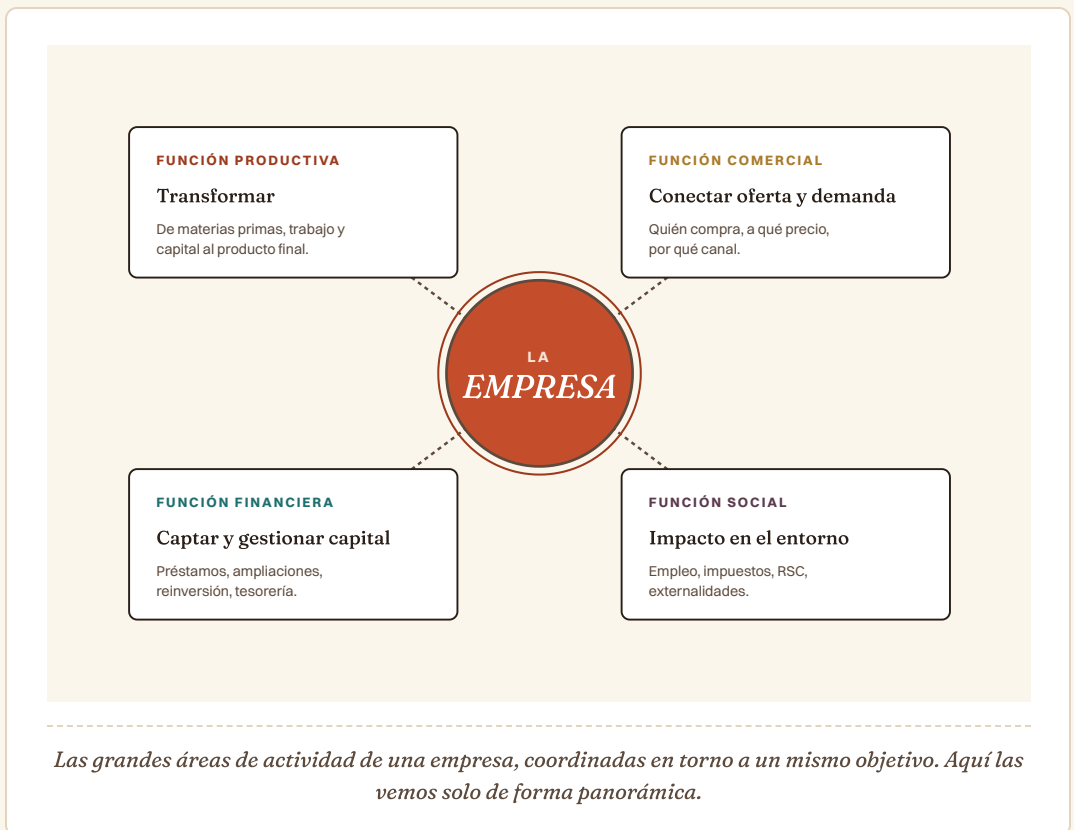 FUNCIÓN PRODUCTIVA
Transformar
De materias primas, trabajo y
capital al producto final.
FUNCIÓN COMERCIAL
Conectar oferta y demanda
Quién compra, a qué precio,
por qué canal.
LA
EMPRESA
FUNCIÓN FINANCIERA
Captar y gestionar capital
Préstamos, ampliaciones,
reinversión, tesorería.
FUNCIÓN SOCIAL
Impacto en el entorno
Empleo, impuestos, RSC,
externalidades.
Las grandes áreas de actividad de una empresa, coordinadas en torno a un mismo objetivo. Aquí las
vemos solo de forma panorámica.